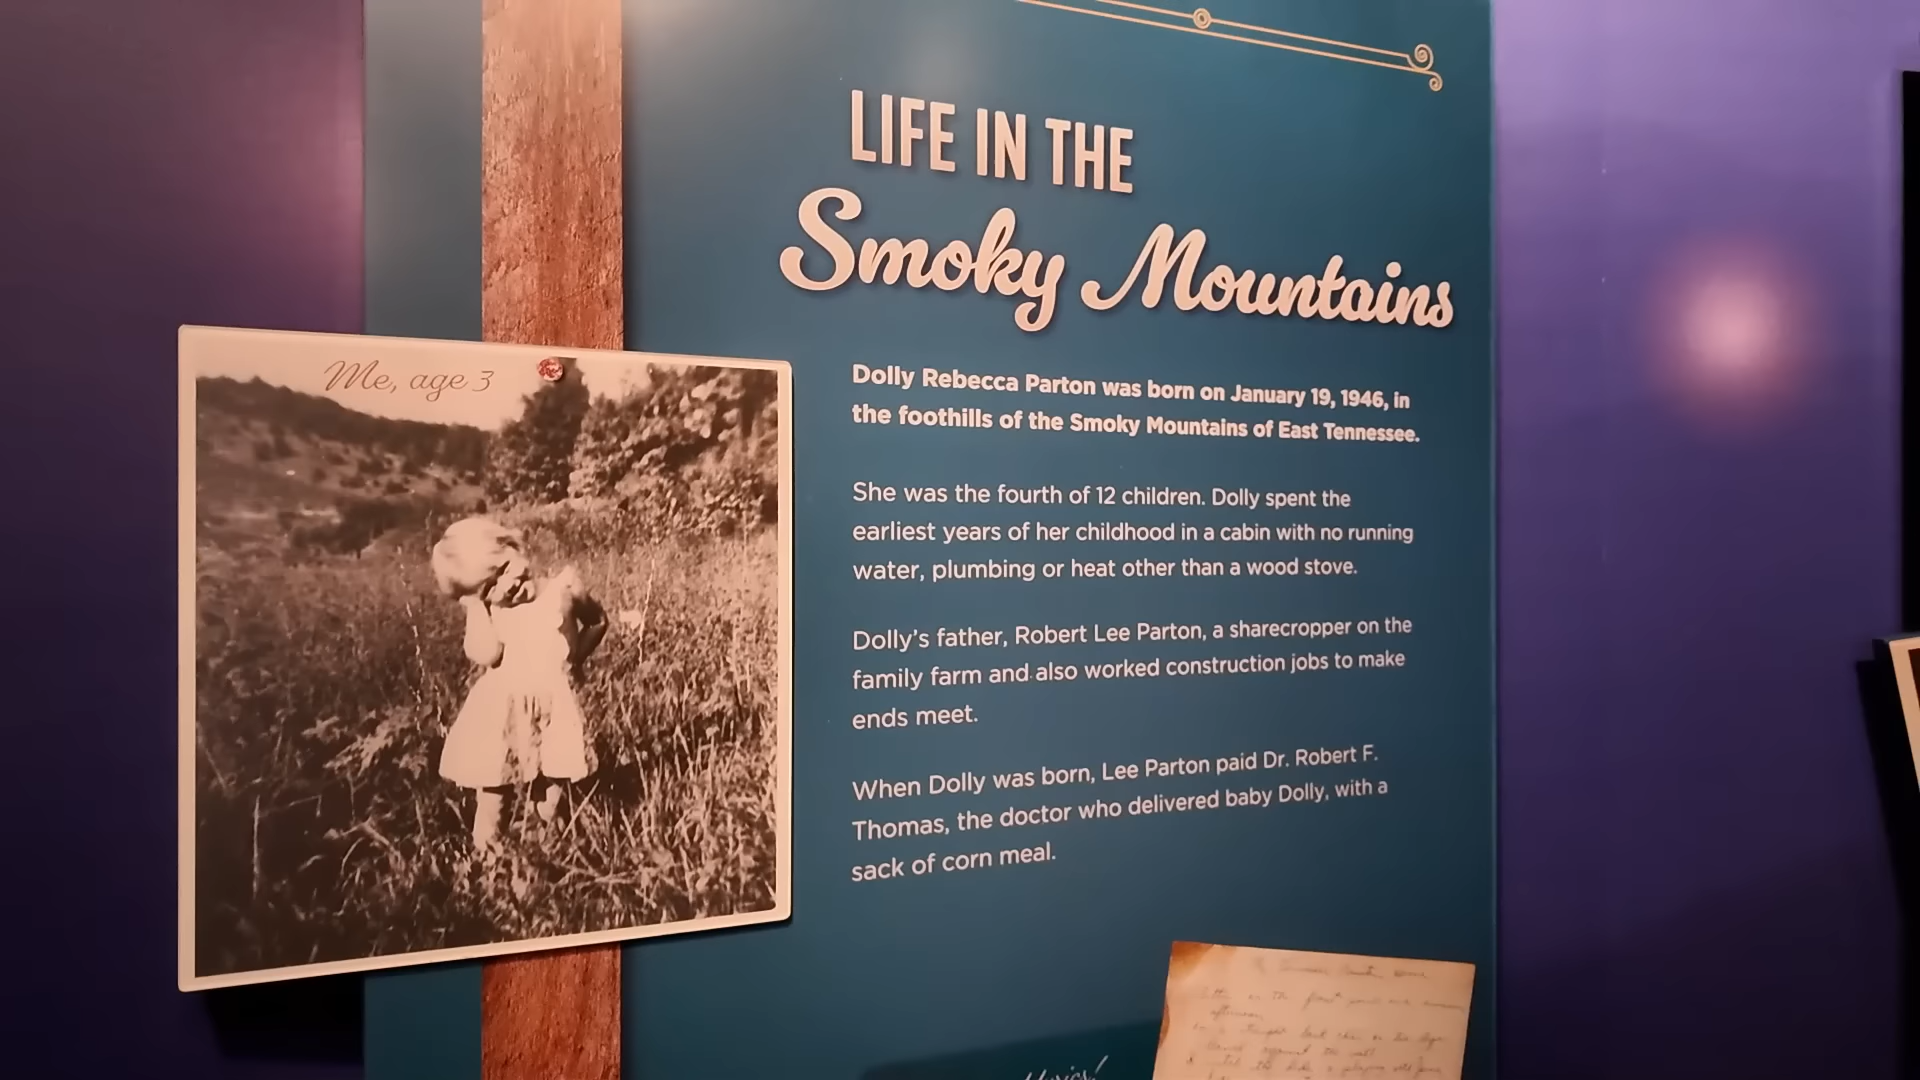 LIFE IN THE
Smoky Mountains
Me, age 3
Dolly Rebecca Parton was born on January 19, 1946, in
the foothills of the Smoky Mountains of East Tennessee.
She was the fourth of 12 children. Dolly spent the
earliest years of her childhood in a cabin with no running
water, plumbing or heat other than a wood stove.
Dolly's father, Robert Lee Parton, a sharecropper on the
family farm and also worked construction jobs to make
ends meet.
When Dolly was born, Lee Parton paid Dr. Robert F.
Thomas, the doctor who delivered baby Dolly, with a
sack of corn meal.